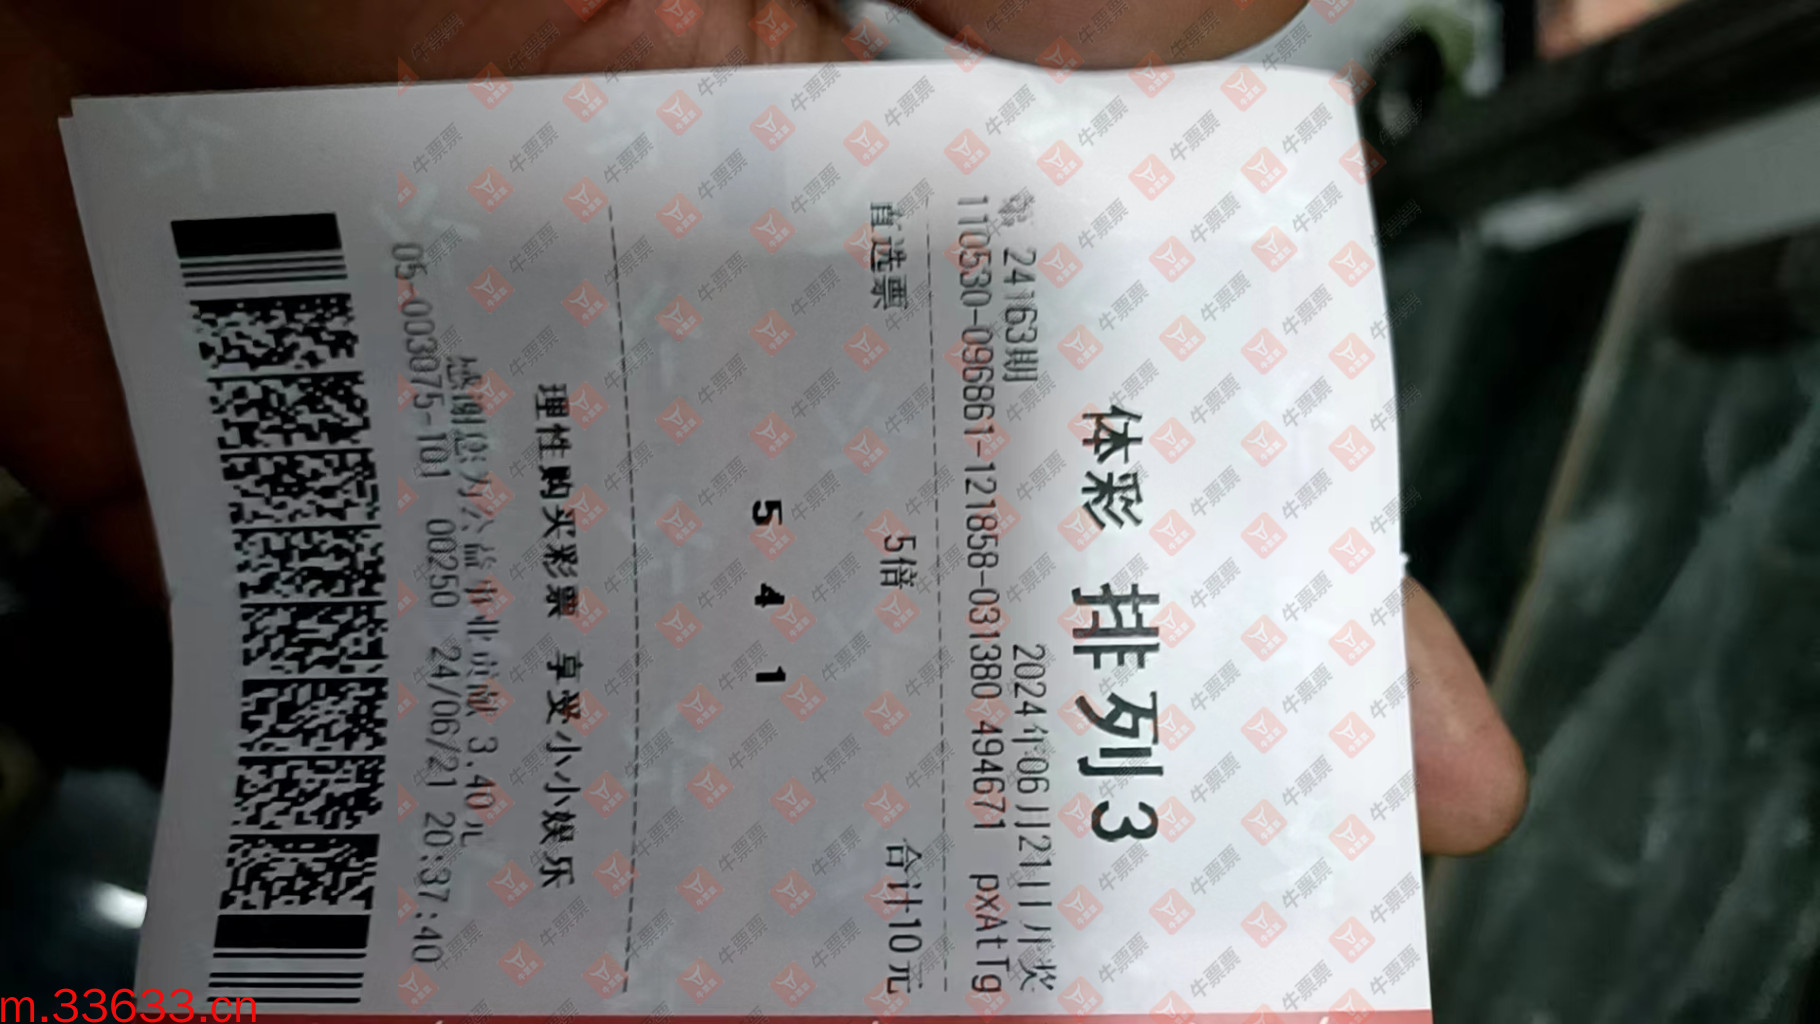 体彩 排列3
第24163期 2024年06月21日开奖
110530-096861-121858-031380 494671 pxAtTg
直选票 5倍 合计10元
5 4 1
理性购买彩票 享受小小娱乐
感谢您为公益事业贡献 3.40元
05-003075-101 00250 24/06/21 20:37:40
牛票票
m.33633.cn